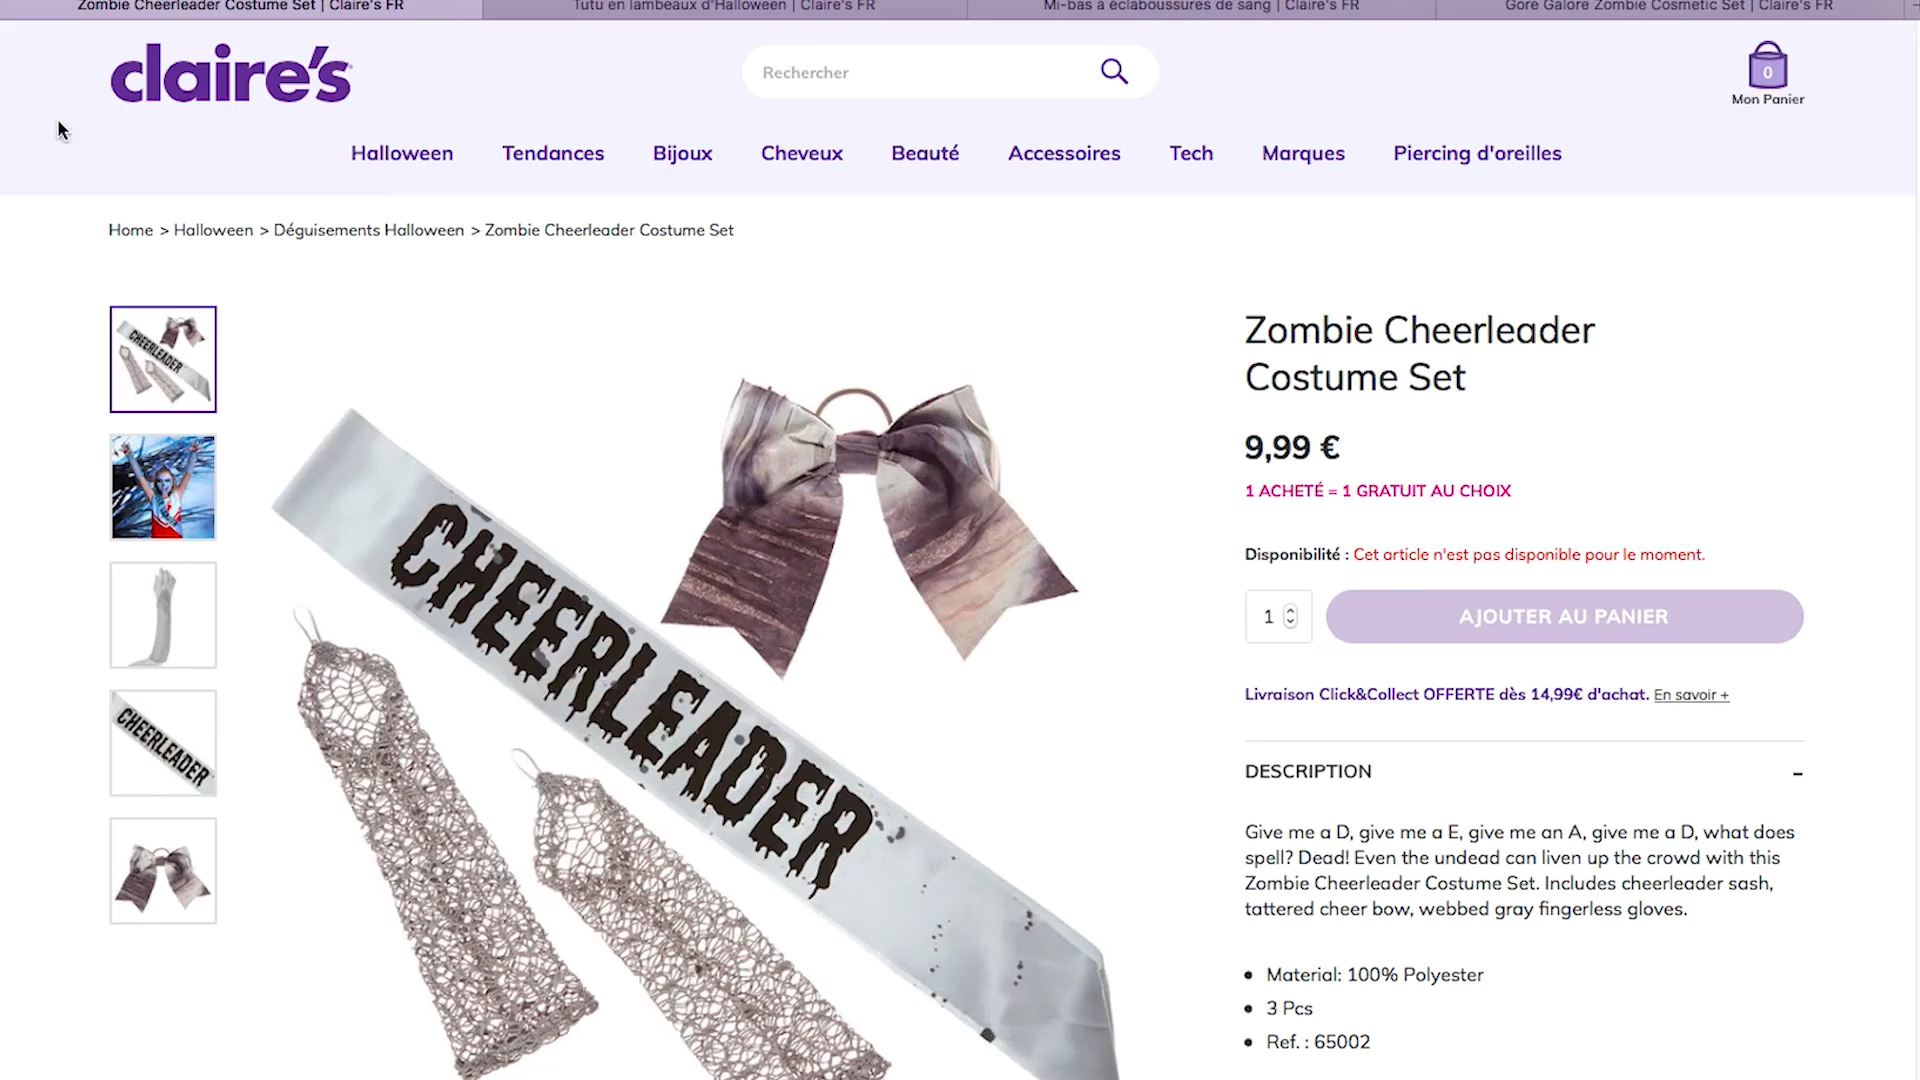 Zombie Cheerleader Costume Set | Claire's FR
Tutu en lambeaux d'Halloween | Claire's FR
Mi-bas à éclaboussures de sang | Claire's FR
Gore Galore Zombie Cosmetic Set | Claire's FR
claire's
Rechercher
0
Mon Panier
Halloween Tendances Bijoux Cheveux Beauté Accessoires Tech Marques Piercing d'oreilles
Home > Halloween > Déguisements Halloween > Zombie Cheerleader Costume Set
CHEERLEADER
CHEERLEADER
CHEERLEADER
Zombie Cheerleader
Costume Set
9,99 €
1 ACHETÉ = 1 GRATUIT AU CHOIX
Disponibilité : Cet article n'est pas disponible pour le moment.
1
AJOUTER AU PANIER
Livraison Click&Collect OFFERTE dès 14,99€ d'achat. En savoir +
DESCRIPTION -
Give me a D, give me a E, give me an A, give me a D, what does
spell? Dead! Even the undead can liven up the crowd with this
Zombie Cheerleader Costume Set. Includes cheerleader sash,
tattered cheer bow, webbed gray fingerless gloves.
• Material: 100% Polyester
• 3 Pcs
• Ref. : 65002